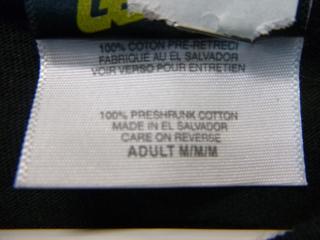 100% COTON PRE-RETRECI
FABRIQUE AU EL SALVADOR
VOIR VERSO POUR ENTRETIEN
100% PRESHRUNK COTTON
MADE IN EL SALVADOR
CARE ON REVERSE
ADULT M/M/M